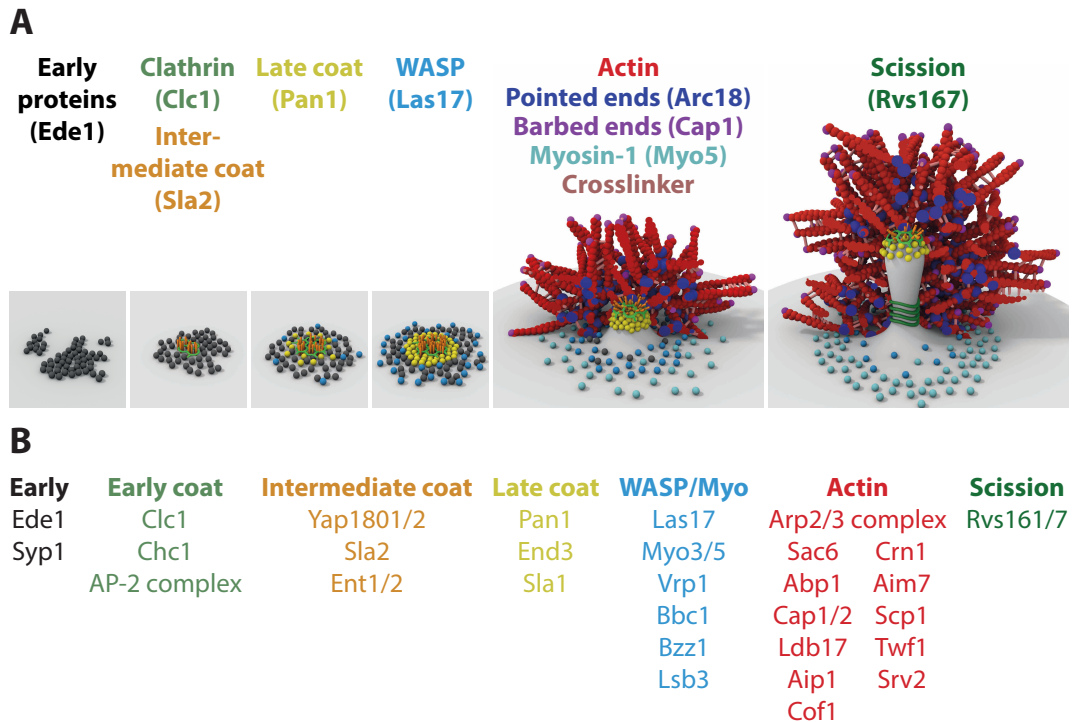 A
Early
proteins
(Ede1)
Clathrin
(Clc1)
Inter-
mediate coat
(Sla2)
Late coat
(Pan1)
WASP
(Las17)
Actin
Pointed ends (Arc18)
Barbed ends (Cap1)
Myosin-1 (Myo5)
Crosslinker
Scission
(Rvs167)
B
Early
Ede1
Syp1
Early coat
Clc1
Chc1
AP-2 complex
Intermediate coat
Yap1801/2
Sla2
Ent1/2
Late coat
Pan1
End3
Sla1
WASP/Myo
Las17
Myo3/5
Vrp1
Bbc1
Bzz1
Lsb3
Actin
Arp2/3 complex
Sac6 Crn1
Abp1 Aim7
Cap1/2 Scp1
Ldb17 Twf1
Aip1 Srv2
Cof1
Scission
Rvs161/7